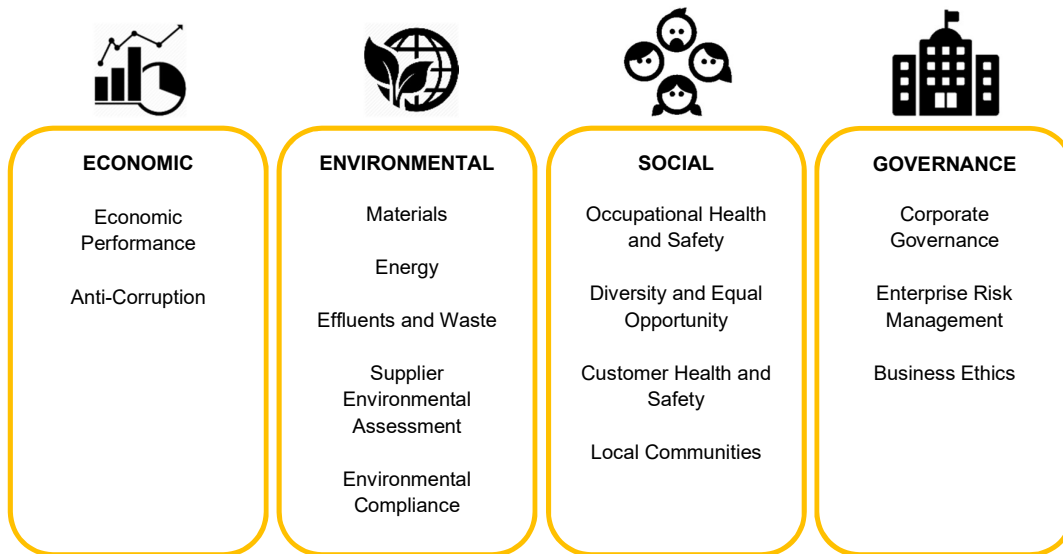 ECONOMIC
Economic
Performance
Anti-Corruption
ENVIRONMENTAL
Materials
Energy
Effluents and Waste
Supplier
Environmental
Assessment
Environmental
Compliance
SOCIAL
Occupational Health
and Safety
Diversity and Equal
Opportunity
Customer Health and
Safety
Local Communities
GOVERNANCE
Corporate
Governance
Enterprise Risk
Management
Business Ethics